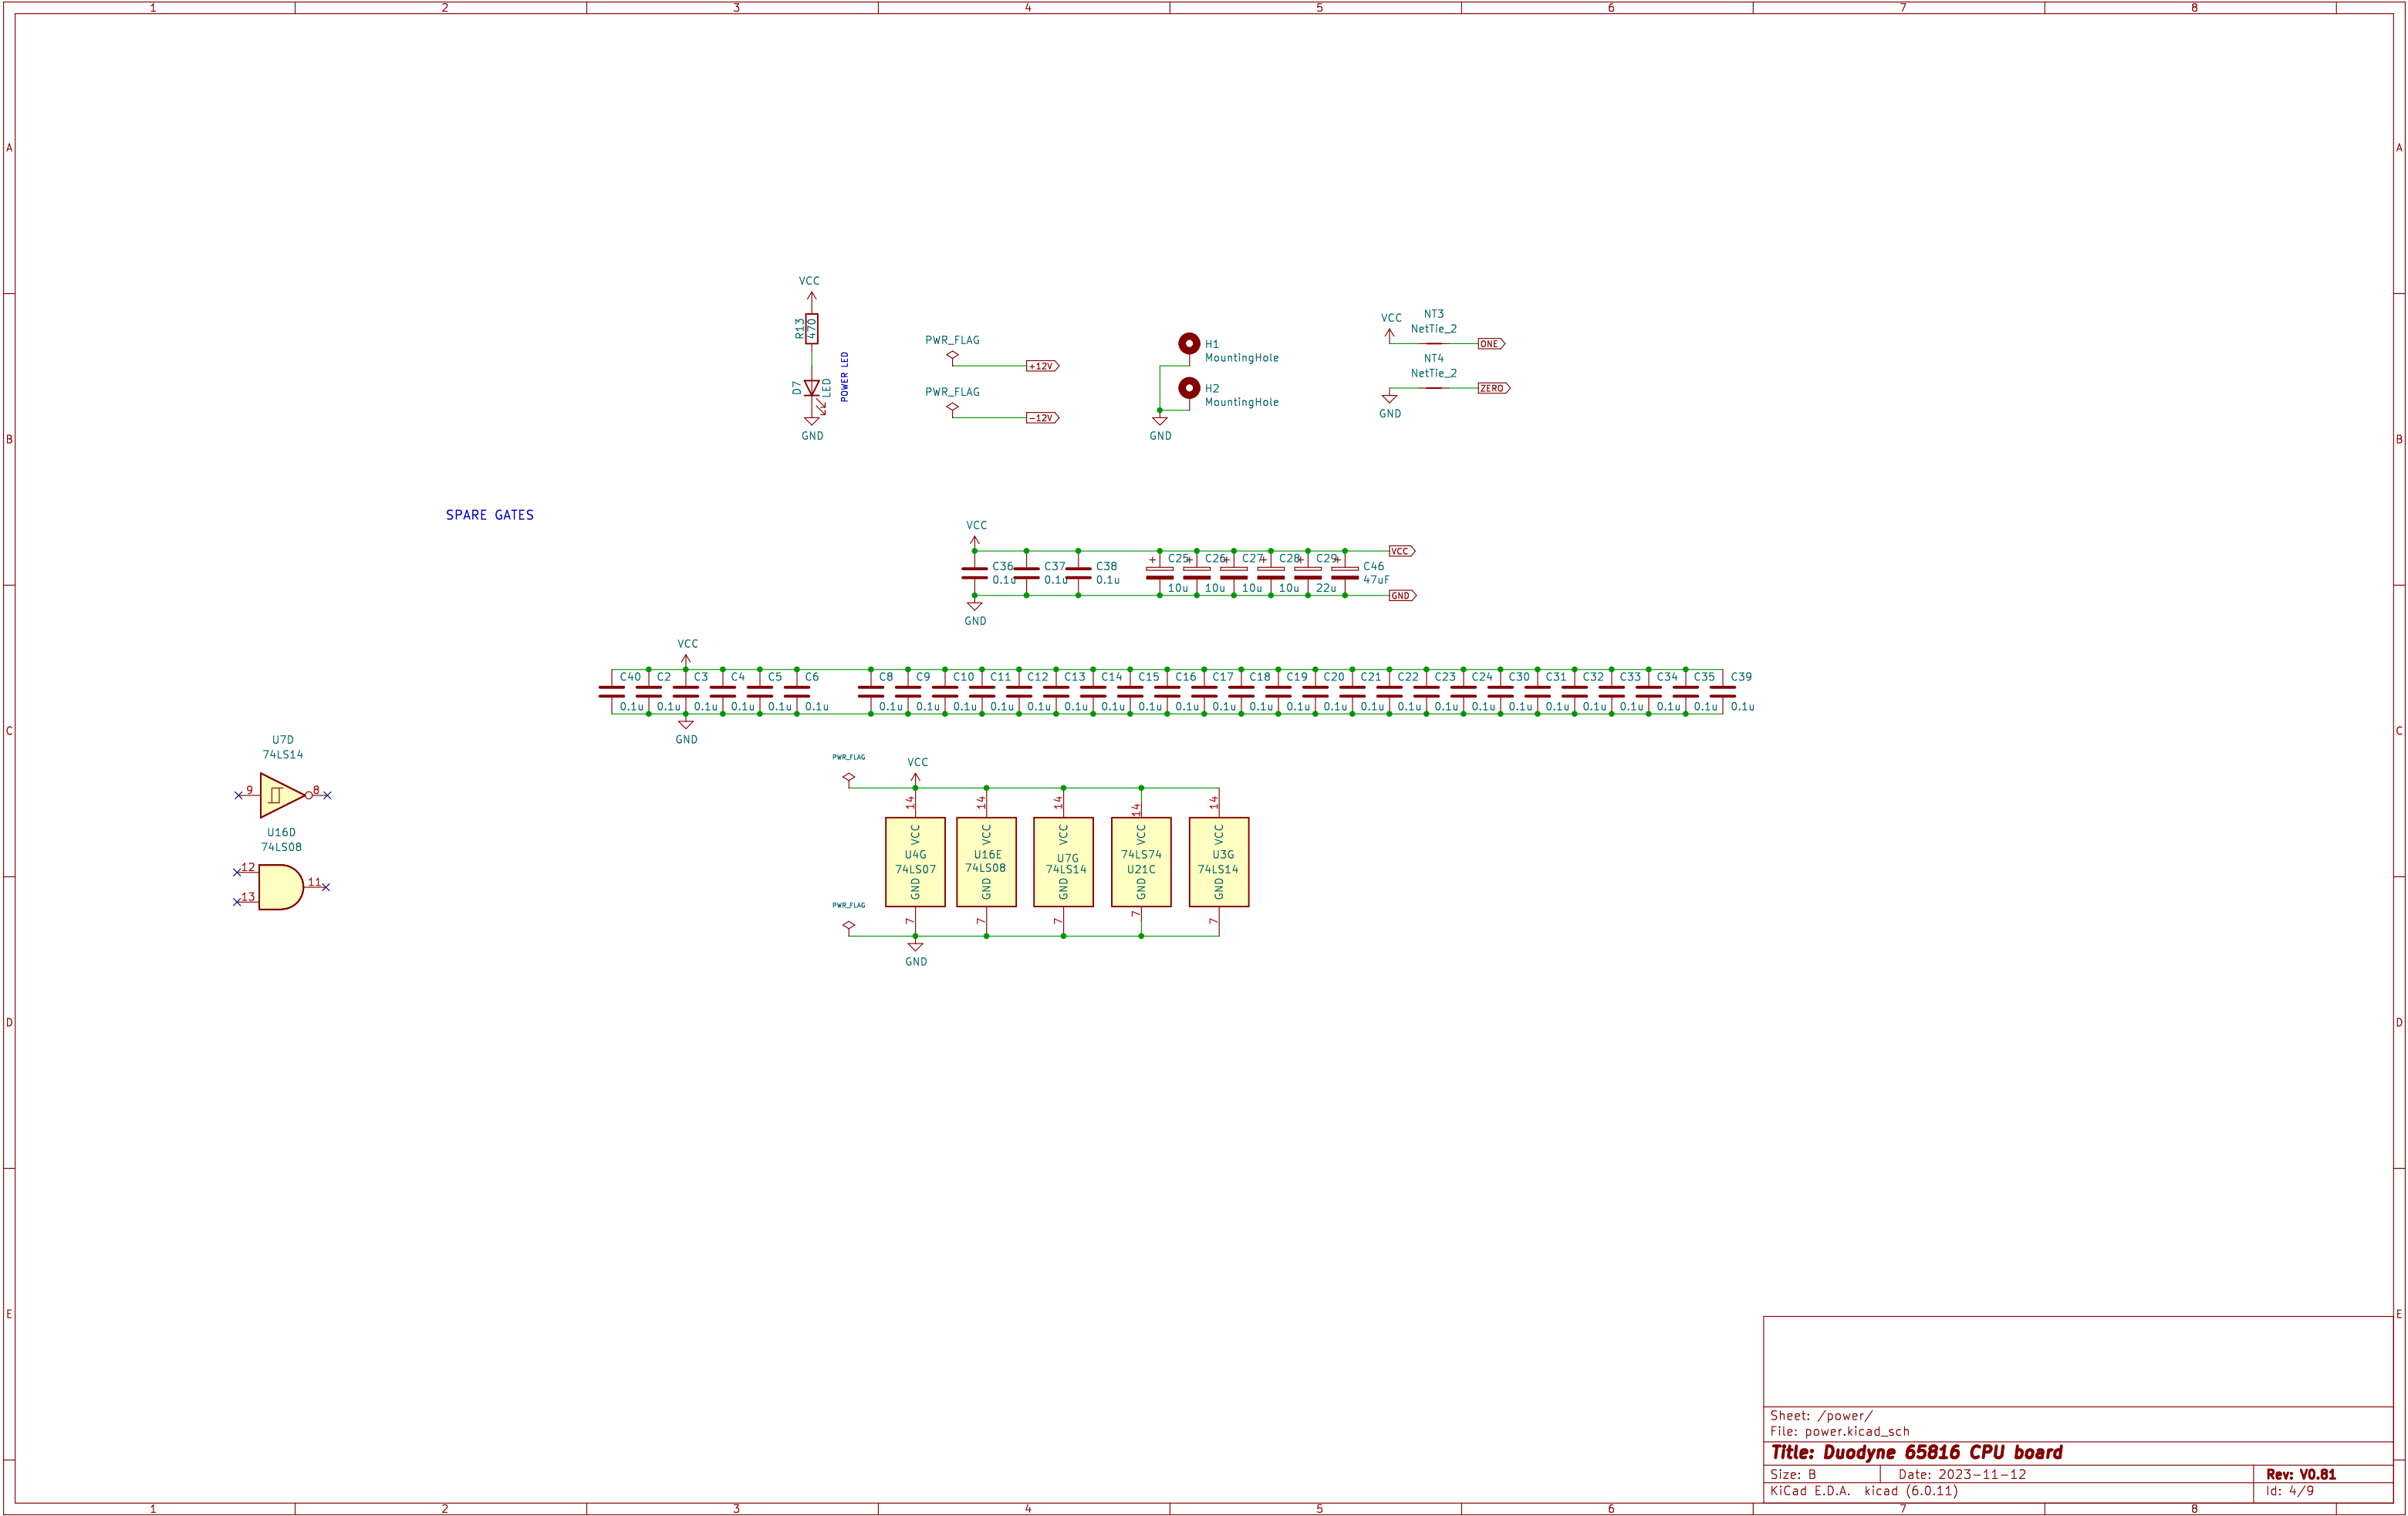 1 2 3 4 5 6 7 8
A A
VCC
R13
470
D7
LED
POWER LED
GND
PWR_FLAG
+12V
PWR_FLAG
-12V
H1
MountingHole
H2
MountingHole
GND
VCC
NT3
NetTie_2
ONE
NT4
NetTie_2
ZERO
GND
B B
SPARE GATES
VCC
VCC
C36 C37 C38 C25 C26 C27 C28 C29 C46
0.1u 0.1u 0.1u 10u 10u 10u 10u 22u 47uF
+ + + + + +
GND
GND
VCC
C40 C2 C3 C4 C5 C6 C8 C9 C10 C11 C12 C13 C14 C15 C16 C17 C18 C19 C20 C21 C22 C23 C24 C30 C31 C32 C33 C34 C35 C39
0.1u 0.1u 0.1u 0.1u 0.1u 0.1u 0.1u 0.1u 0.1u 0.1u 0.1u 0.1u 0.1u 0.1u 0.1u 0.1u 0.1u 0.1u 0.1u 0.1u 0.1u 0.1u 0.1u 0.1u 0.1u 0.1u 0.1u 0.1u 0.1u 0.1u
GND
C C
U7D
74LS14
9 8
U16D
74LS08
12
13
11
PWR_FLAG
VCC
14 14 14 14 14
VCC VCC VCC VCC VCC
U4G U16E U7G 74LS74 U3G
74LS07 74LS08 74LS14 U21C 74LS14
GND GND GND GND GND
7 7 7 7 7
PWR_FLAG
GND
D D
E E
Sheet: /power/
File: power.kicad_sch
Title: Duodyne 65816 CPU board
Size: B Date: 2023-11-12 Rev: V0.81
KiCad E.D.A. kicad (6.0.11) Id: 4/9
1 2 3 4 5 6 7 8